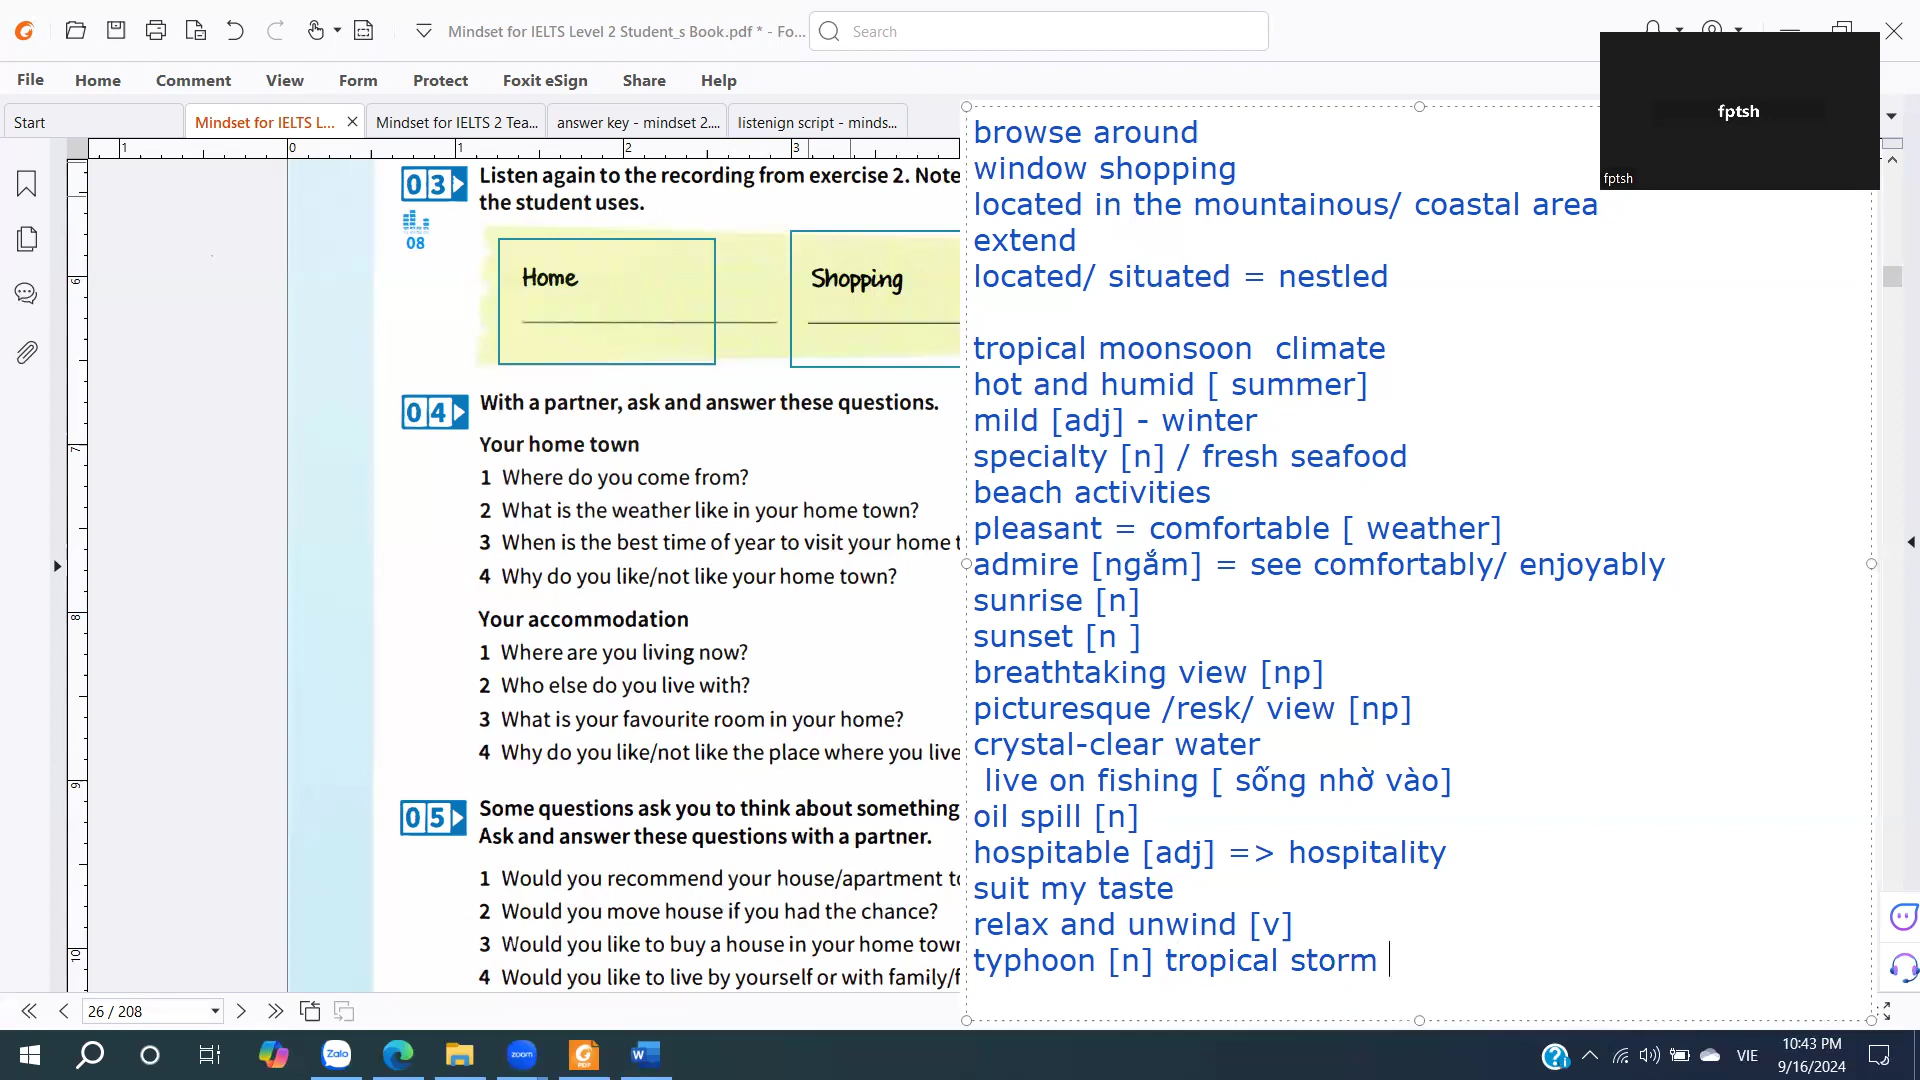 Mindset for IELTS Level 2 Student_s Book.pdf * - Fo...
Search
File Home Comment View Form Protect Foxit eSign Share Help
Start
Mindset for IELTS L...
Mindset for IELTS 2 Tea...
answer key - mindset 2....
listenign script - minds...
fptsh
fptsh
1 0 1 2 3
6
7
8
9
10
03 Listen again to the recording from exercise 2. Note
the student uses.
08
Home
Shopping
04 With a partner, ask and answer these questions.
Your home town
1 Where do you come from?
2 What is the weather like in your home town?
3 When is the best time of year to visit your home t
4 Why do you like/not like your home town?
Your accommodation
1 Where are you living now?
2 Who else do you live with?
3 What is your favourite room in your home?
4 Why do you like/not like the place where you live
05 Some questions ask you to think about something
Ask and answer these questions with a partner.
1 Would you recommend your house/apartment to
2 Would you move house if you had the chance?
3 Would you like to buy a house in your home town
4 Would you like to live by yourself or with family/f
browse around
window shopping
located in the mountainous/ coastal area
extend
located/ situated = nestled
tropical moonsoon climate
hot and humid [ summer]
mild [adj] - winter
specialty [n] / fresh seafood
beach activities
pleasant = comfortable [ weather]
admire [ngắm] = see comfortably/ enjoyably
sunrise [n]
sunset [n ]
breathtaking view [np]
picturesque /resk/ view [np]
crystal-clear water
live on fishing [ sống nhờ vào]
oil spill [n]
hospitable [adj] => hospitality
suit my taste
relax and unwind [v]
typhoon [n] tropical storm
26 / 208
Zalo
zoom
PDF
W
VIE
10:43 PM
9/16/2024